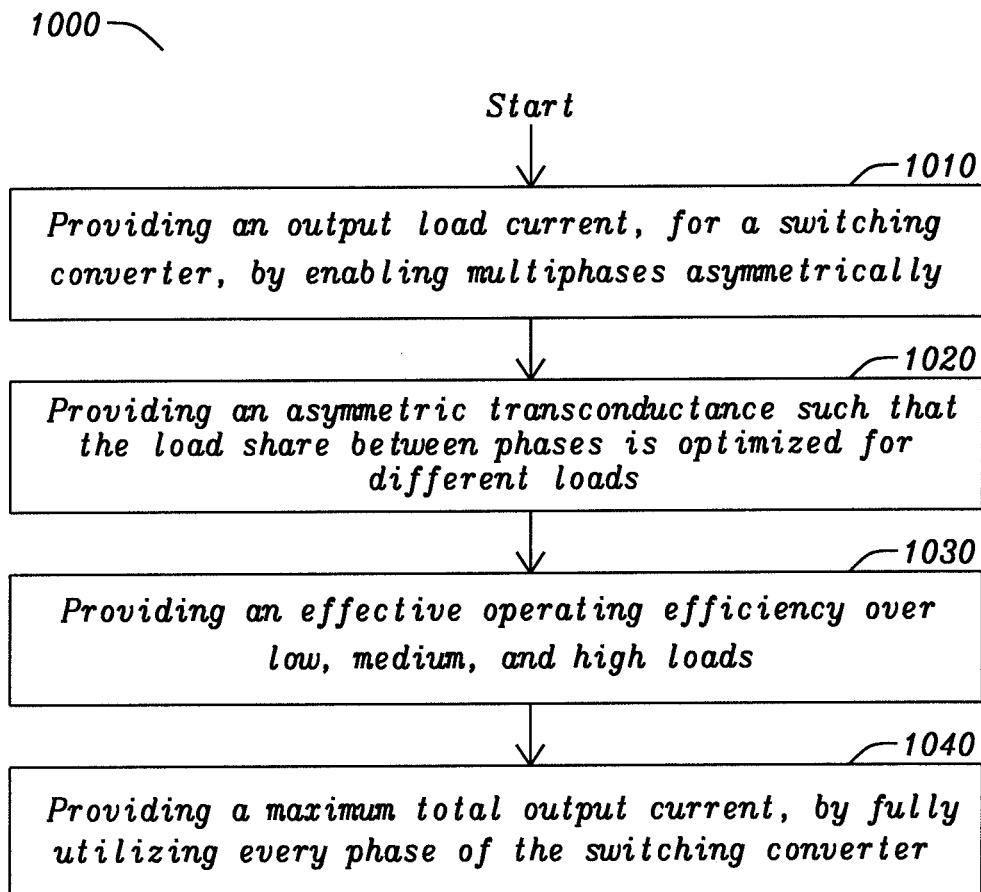 1000
Start
1010
Providing an output load current, for a switching
converter, by enabling multiphases asymmetrically
1020
Providing an asymmetric transconductance such that
the load share between phases is optimized for
different loads
1030
Providing an effective operating efficiency over
low, medium, and high loads
1040
Providing a maximum total output current, by fully
utilizing every phase of the switching converter